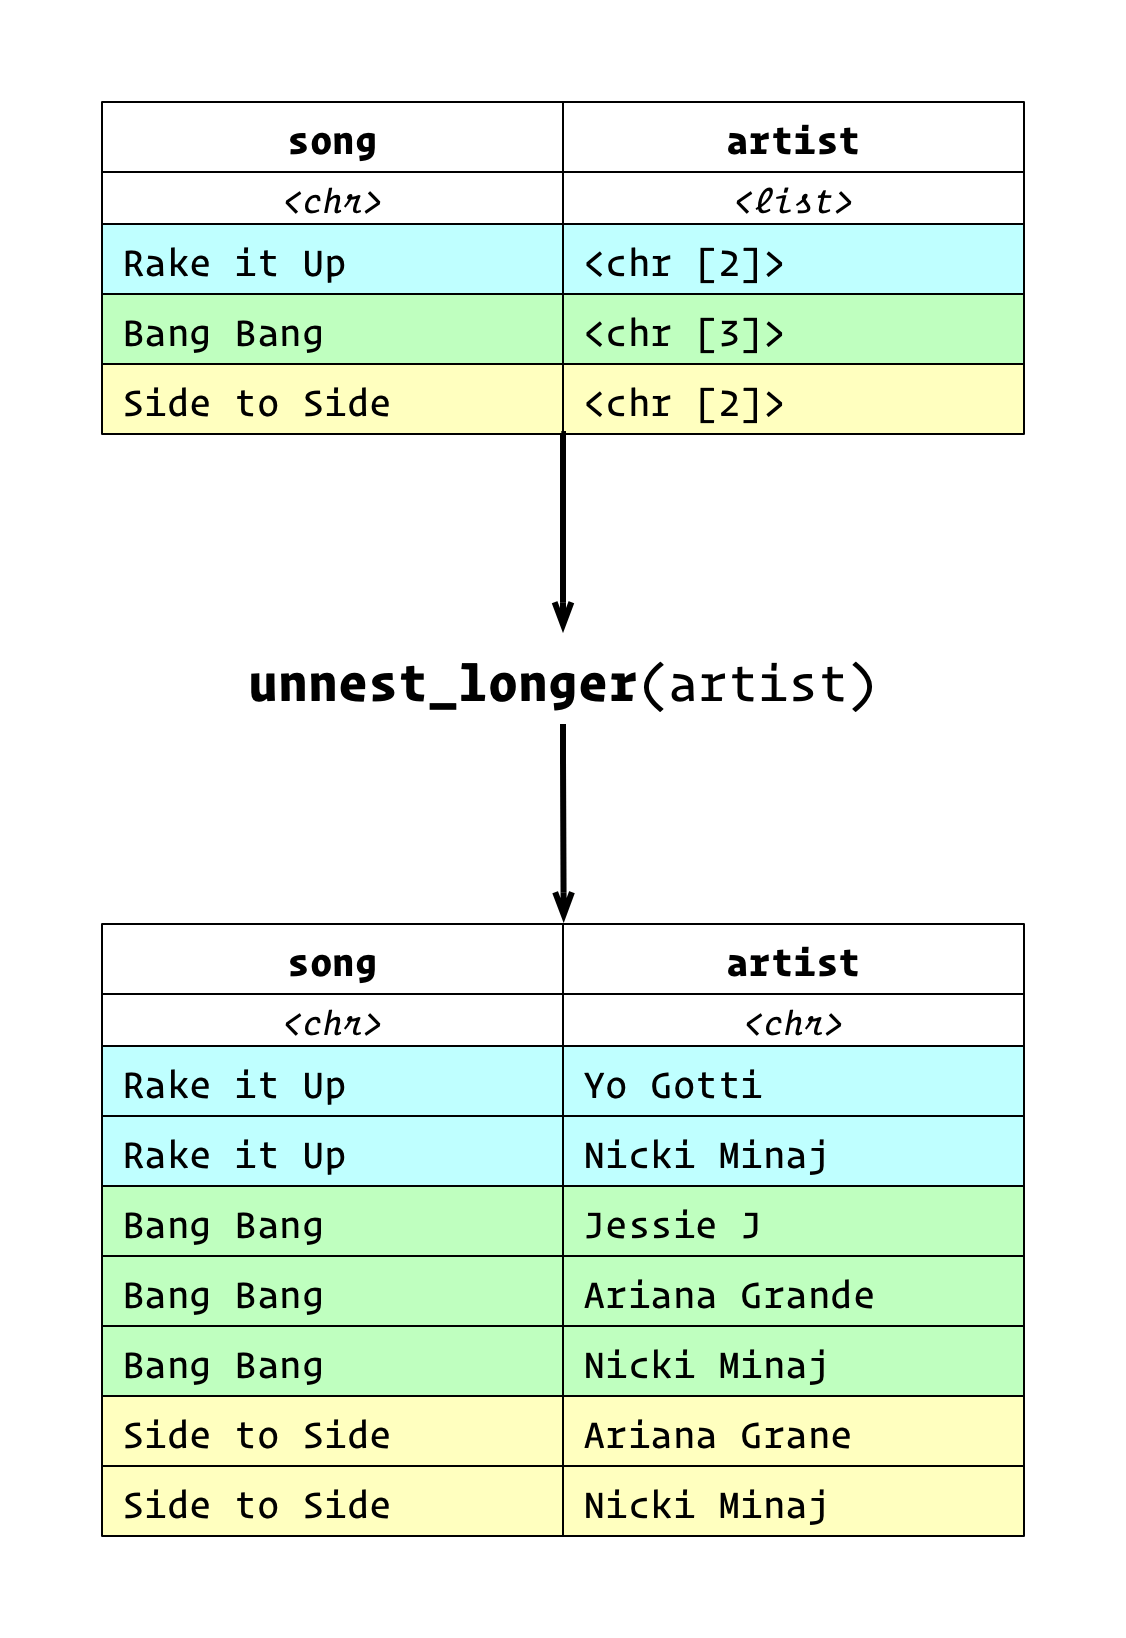 song artist
<chr> <list>
Rake it Up <chr [2]>
Bang Bang <chr [3]>
Side to Side <chr [2]>
unnest_longer(artist)
song artist
<chr> <chr>
Rake it Up Yo Gotti
Rake it Up Nicki Minaj
Bang Bang Jessie J
Bang Bang Ariana Grande
Bang Bang Nicki Minaj
Side to Side Ariana Grane
Side to Side Nicki Minaj